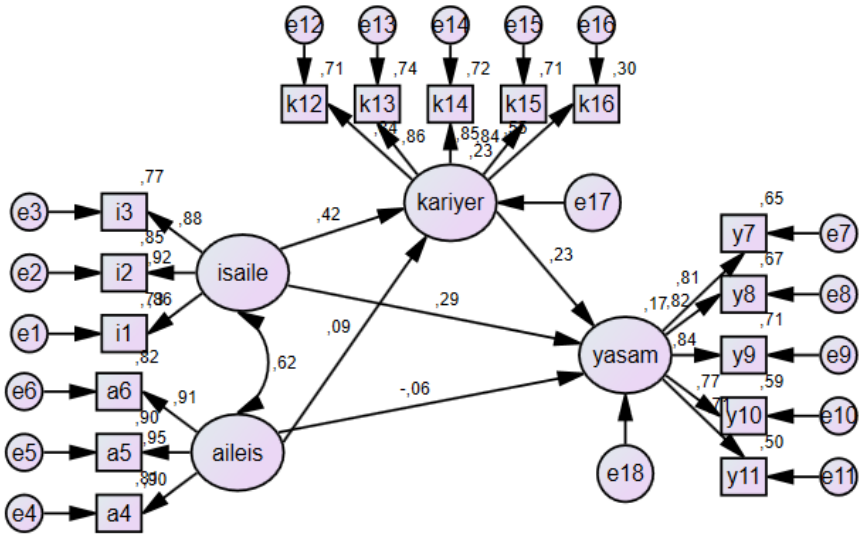 e12 e13 e14 e15 e16
,71 ,74 ,72 ,71 ,30
k12 k13 k14 k15 k16
,86 ,85 ,84
,23
,77
kariyer e17
,65
e3 i3
,88
,42
y7 e7
,85
,67
e2 i2 ,92
isaile
,23
,81
y8 e8
,29
,17 ,82
,71
e1 i1
,09
,84
y9 e9
,82
,62
yasam
,59
e6 a6
,91
-,06
,77
y10 e10
,90
,50
e5 a5 ,95
aileis
e18
y11 e11
,90
e4 a4